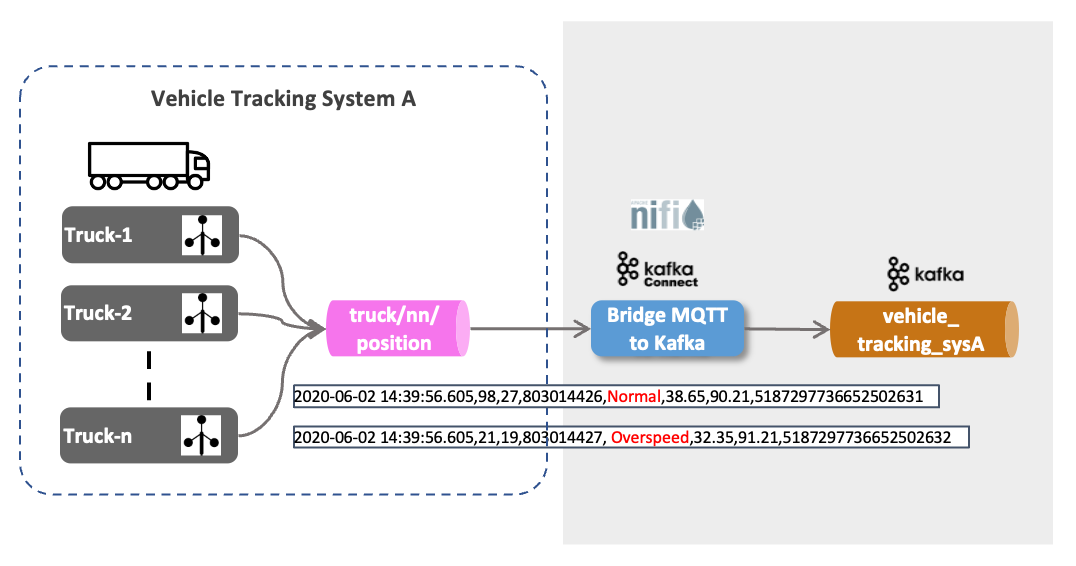 Vehicle Tracking System A
Truck-1
Truck-2
Truck-n
truck/nn/
position
nifi
kafka
Connect
Bridge MQTT
to Kafka
kafka
vehicle_
tracking_sysA
2020-06-02 14:39:56.605,98,27,803014426,Normal,38.65,90.21,5187297736652502631
2020-06-02 14:39:56.605,21,19,803014427, Overspeed,32.35,91.21,5187297736652502632